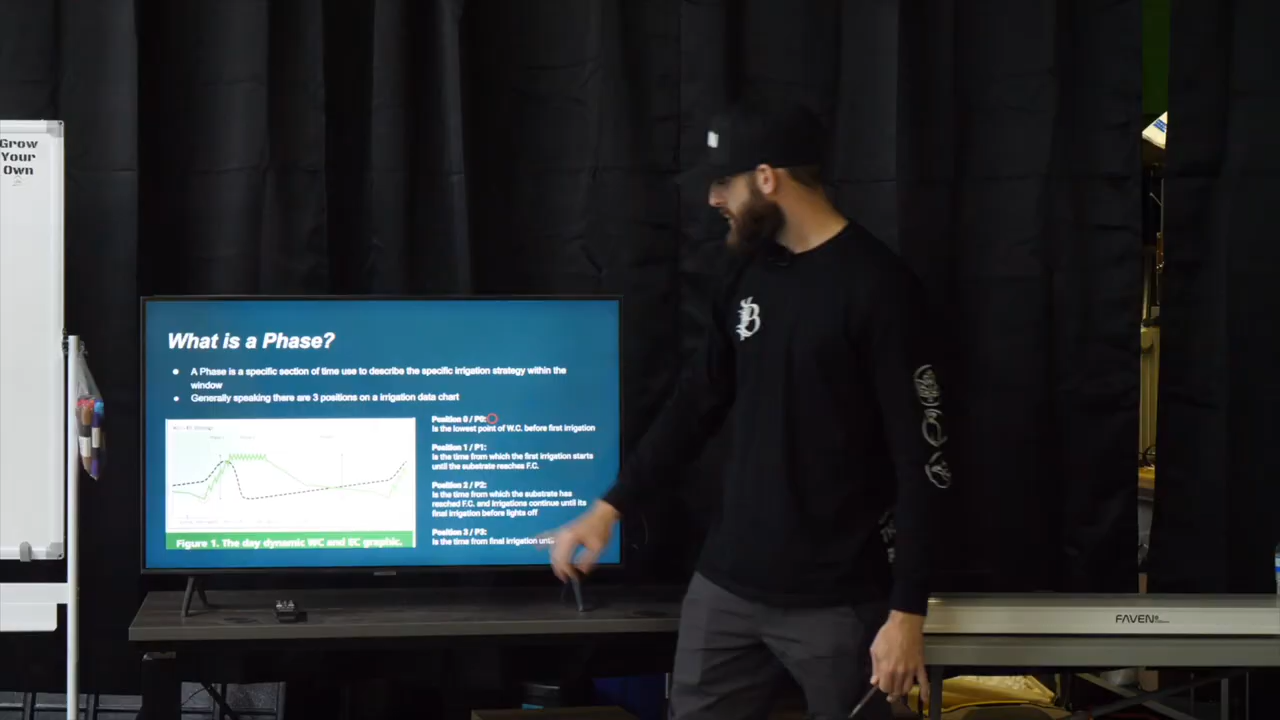 Grow
Your
Own
What is a Phase?
A Phase is a specific section of time use to describe the specific irrigation strategy within the
window
Generally speaking there are 3 positions on a irrigation data chart
Position 0 / P0:
Is the lowest point of W.C. before first irrigation
Position 1 / P1:
Is the time from which the first irrigation starts
until the substrate reaches F.C.
Position 2 / P2:
Is the time from which the substrate has
reached F.C. and irrigations continue until its
final irrigation before lights off
Position 3 / P3:
Is the time from final irrigation until
Figure 1. The day dynamic WC and EC graphic.
B
FAVEN